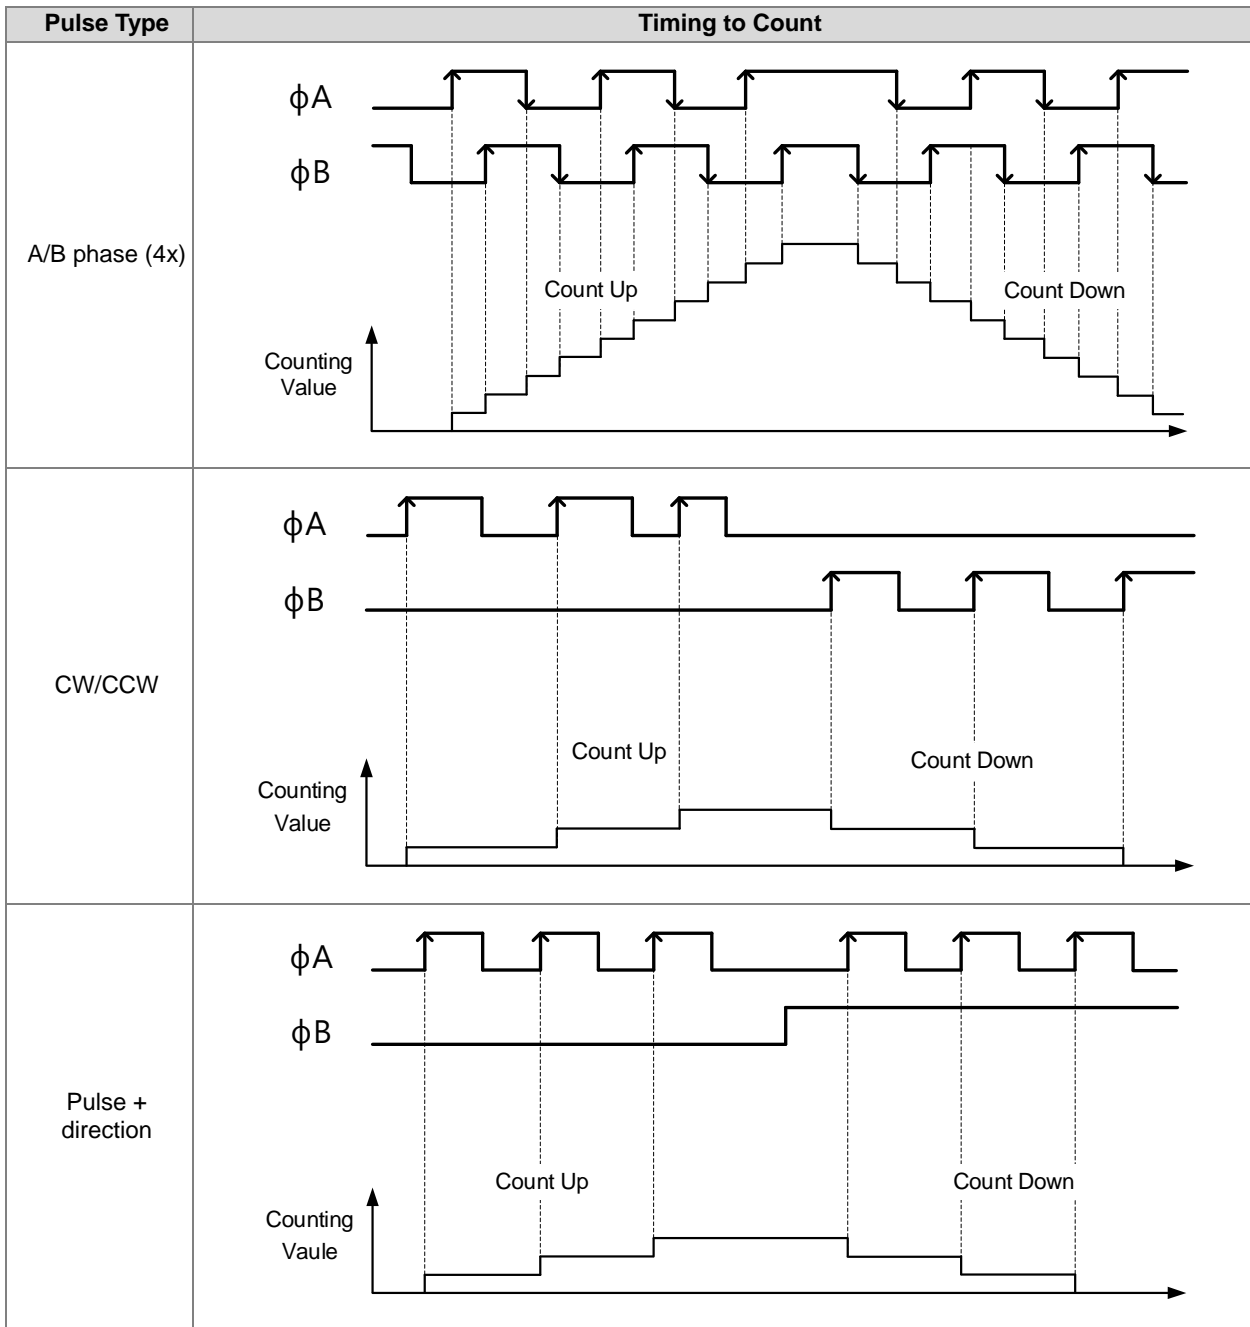 Pulse Type
Timing to Count
A/B phase (4x)
ϕA
ϕB
Count Up
Count Down
Counting
Value
CW/CCW
ϕA
ϕB
Count Up
Count Down
Counting
Value
Pulse +
direction
ϕA
ϕB
Count Up
Count Down
Counting
Vaule